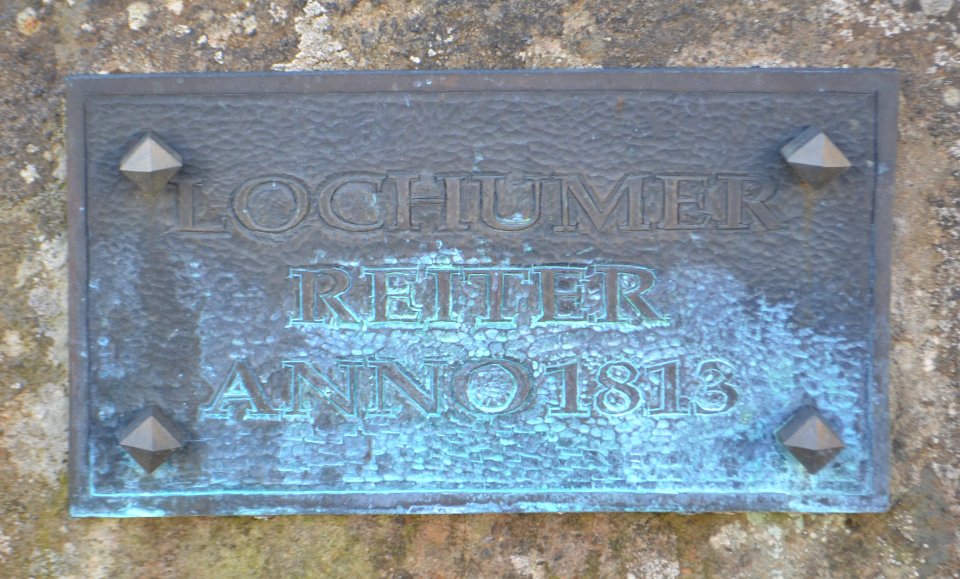 LOCHUMER
REITER
ANNO 1813